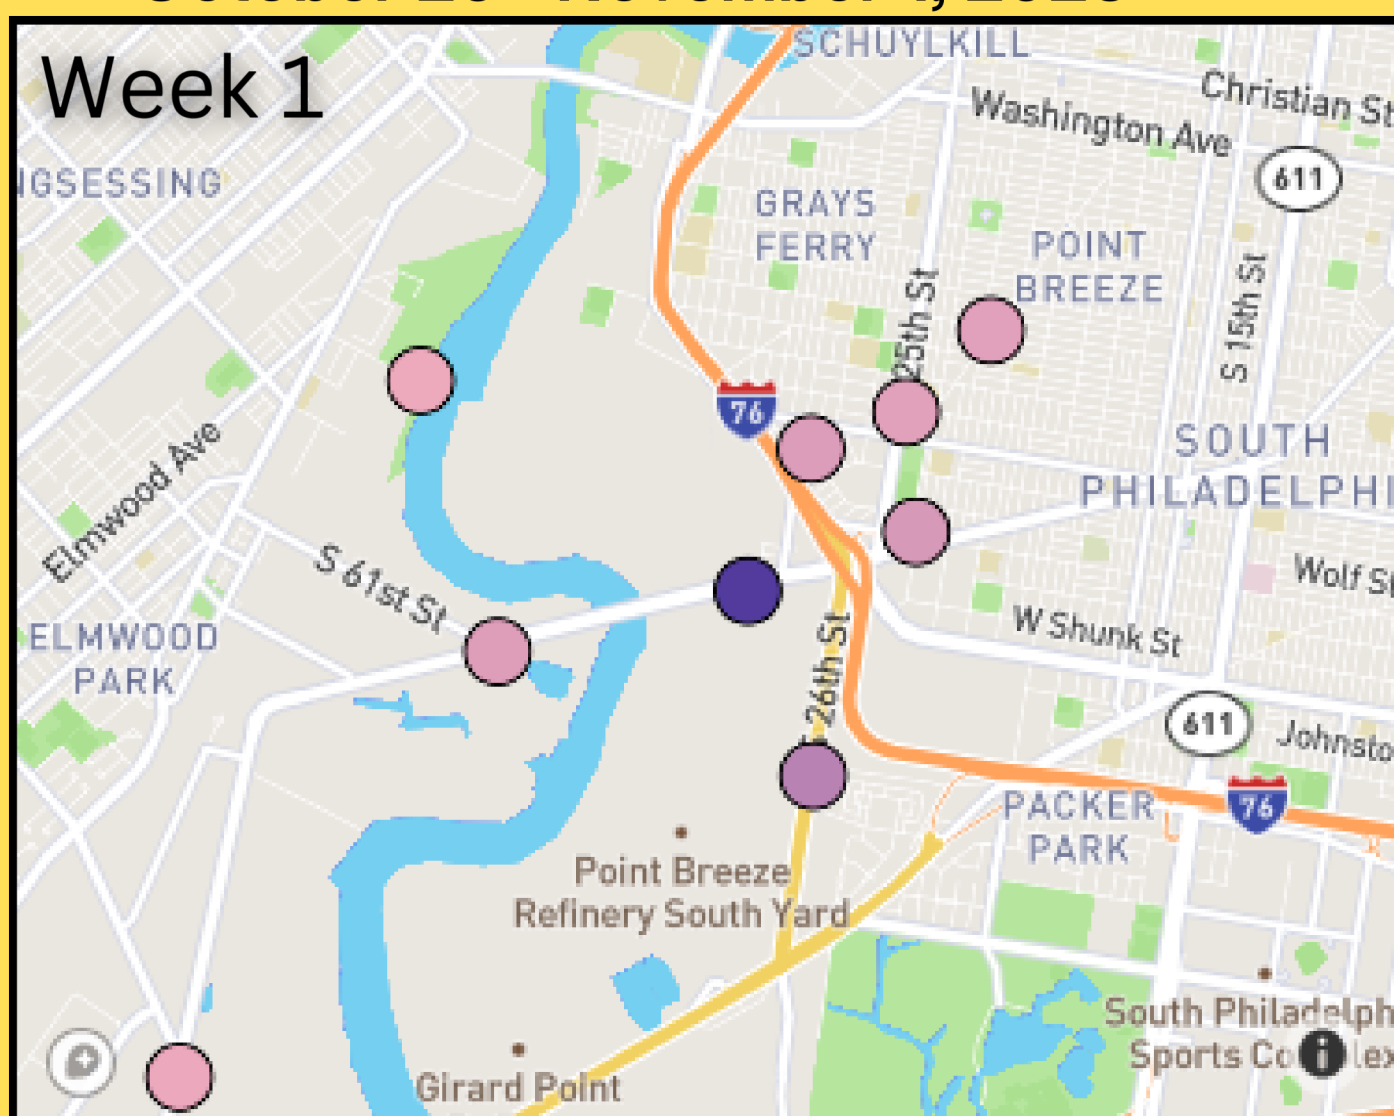 Week 1
SCHUYLKILL
Christian St
Washington Ave
611
GRAYS
FERRY
POINT
BREEZE
25th St
S 15th St
76
SOUTH
PHILADELPHI
Elmwood Ave
S 61st St
Wolf St
W Shunk St
ELMWOOD
PARK
26th St
611
Johnsto
76
PACKER
PARK
Point Breeze
Refinery South Yard
South Philadelph
Sports Co lex
Girard Point
NGSESSING